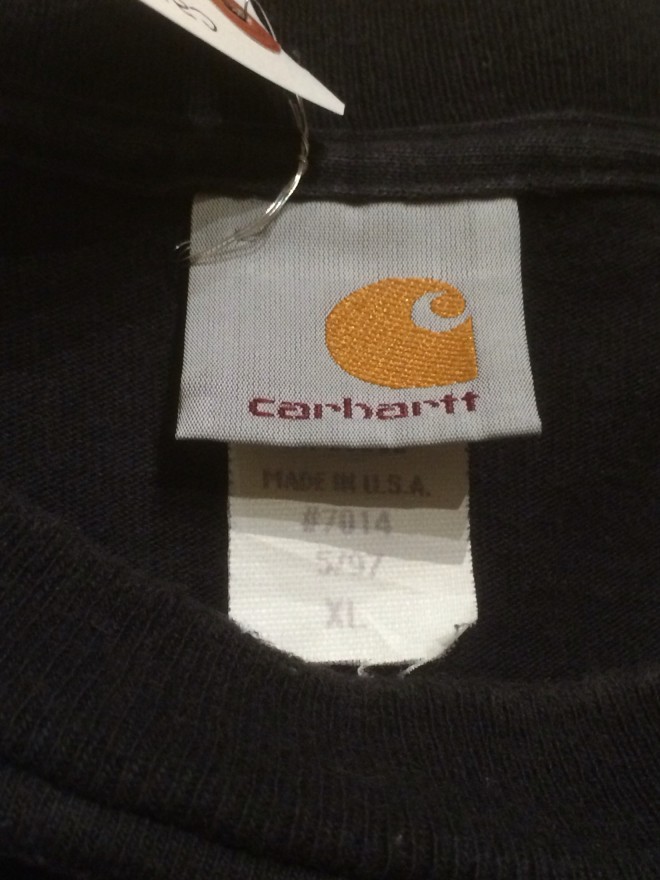 carhartt
MADE IN U.S.A.
#7014
5/97
XL